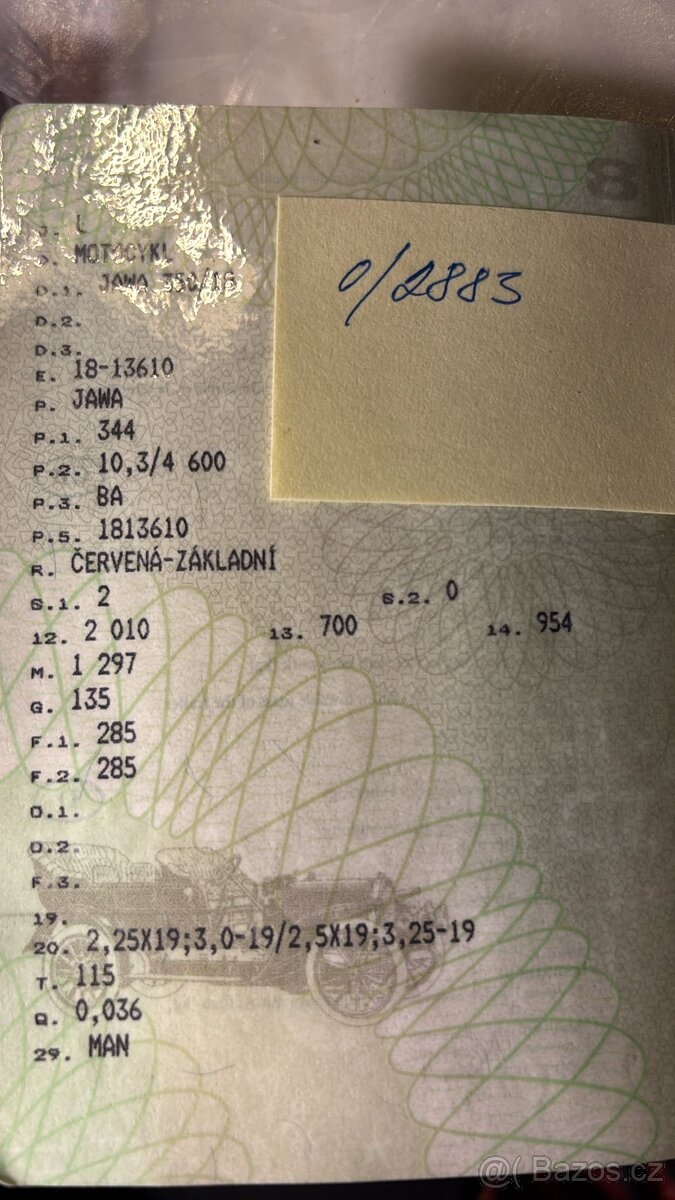 8
0/2883
J. L
D. MOTOCYKL
D.1. JAWA 350/18
D.2.
D.3.
E. 18-13610
P. JAWA
P.1. 344
P.2. 10,3/4 600
P.3. BA
P.5. 1813610
R. ČERVENÁ-ZÁKLADNÍ
S.1. 2 S.2. 0
12. 2 010 13. 700 14. 954
M. 1 297
G. 135
F.1. 285
F.2. 285
O.1.
O.2.
F.3.
19.
20. 2,25X19;3,0-19/2,5X19;3,25-19
T. 115
Q. 0,036
29. MAN
@( Bazos.cz